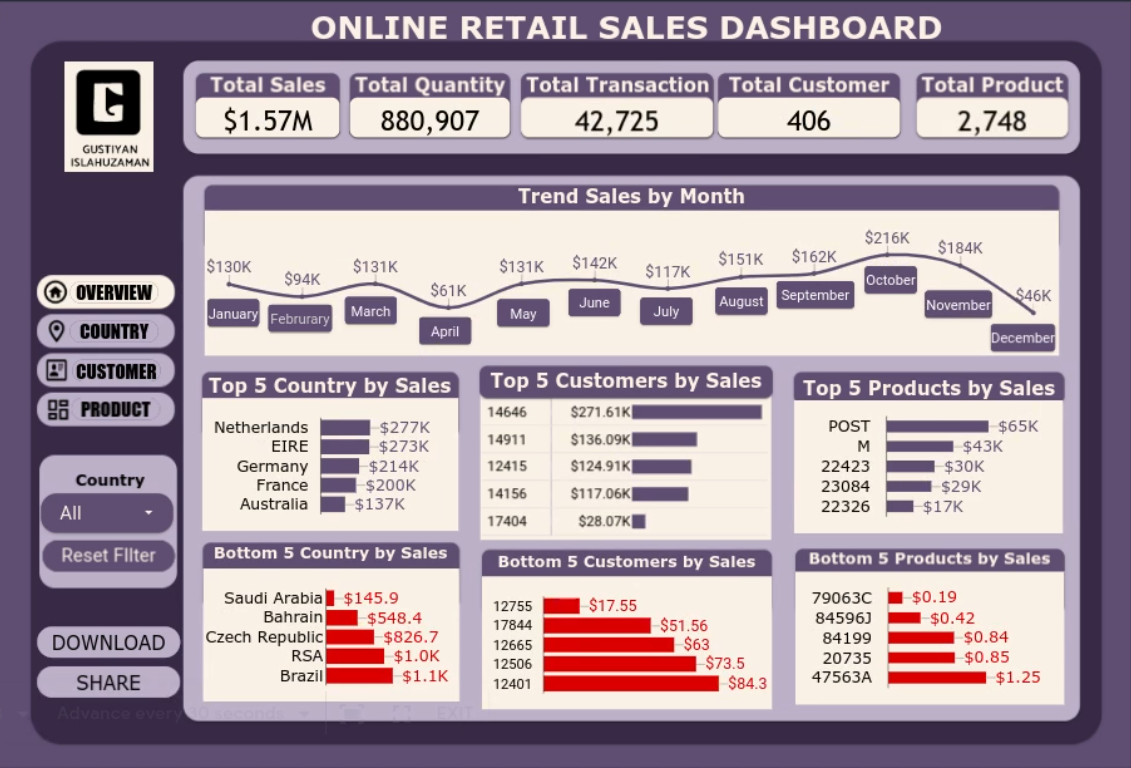 ONLINE RETAIL SALES DASHBOARD
GUSTIYAN
ISLAHUZAMAN
Total Sales
$1.57M
Total Quantity
880,907
Total Transaction
42,725
Total Customer
406
Total Product
2,748
Trend Sales by Month
$130K
$94K
$131K
$61K
$131K
$142K
$117K
$151K
$162K
$216K
$184K
$46K
January
Februrary
March
April
May
June
July
August
September
October
November
December
OVERVIEW
COUNTRY
CUSTOMER
PRODUCT
Country
All
Reset FIlter
DOWNLOAD
SHARE
Top 5 Country by Sales
Netherlands $277K
EIRE $273K
Germany $214K
France $200K
Australia $137K
Top 5 Customers by Sales
14646 $271.61K
14911 $136.09K
12415 $124.91K
14156 $117.06K
17404 $28.07K
Top 5 Products by Sales
POST $65K
M $43K
22423 $30K
23084 $29K
22326 $17K
Bottom 5 Country by Sales
Saudi Arabia $145.9
Bahrain $548.4
Czech Republic $826.7
RSA $1.0K
Brazil $1.1K
Bottom 5 Customers by Sales
12755 $17.55
17844 $51.56
12665 $63
12506 $73.5
12401 $84.3
Bottom 5 Products by Sales
79063C $0.19
84596J $0.42
84199 $0.84
20735 $0.85
47563A $1.25
Advance every seconds
EXIT